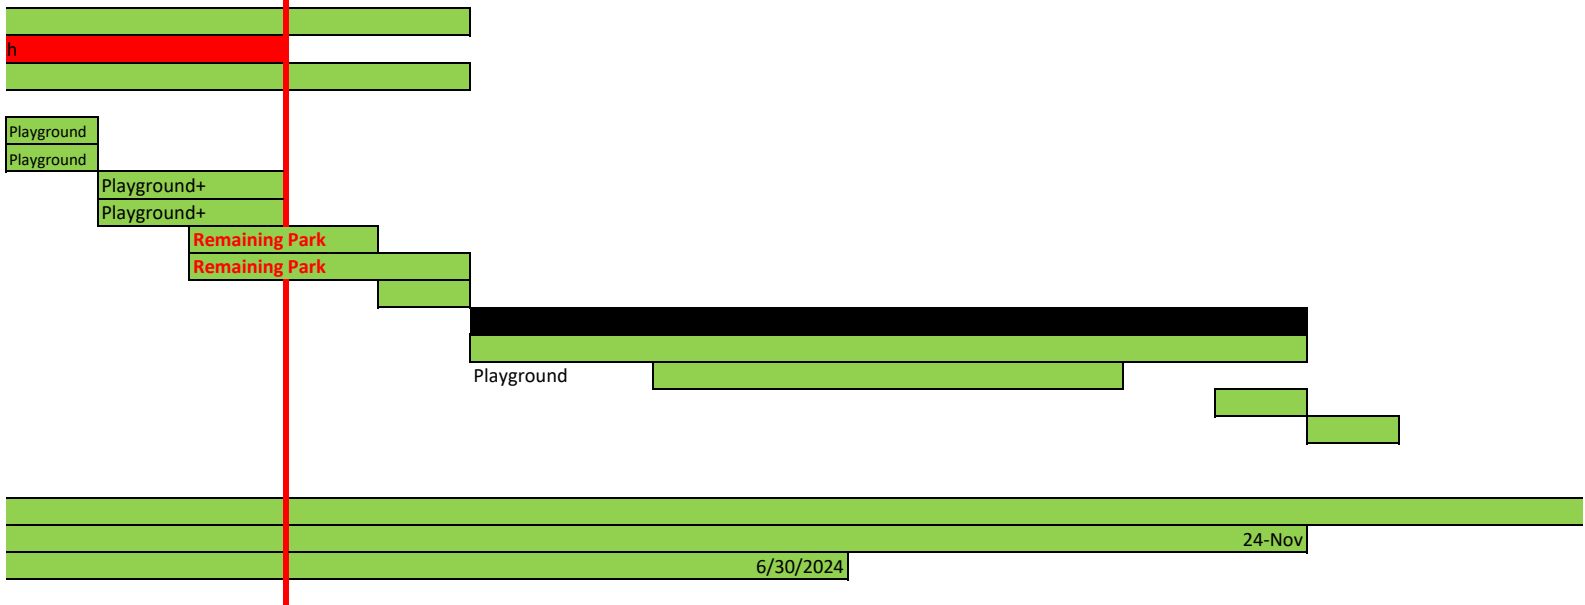 h
Playground
Playground
Playground+
Playground+
Remaining Park
Remaining Park
Playground
24-Nov
6/30/2024